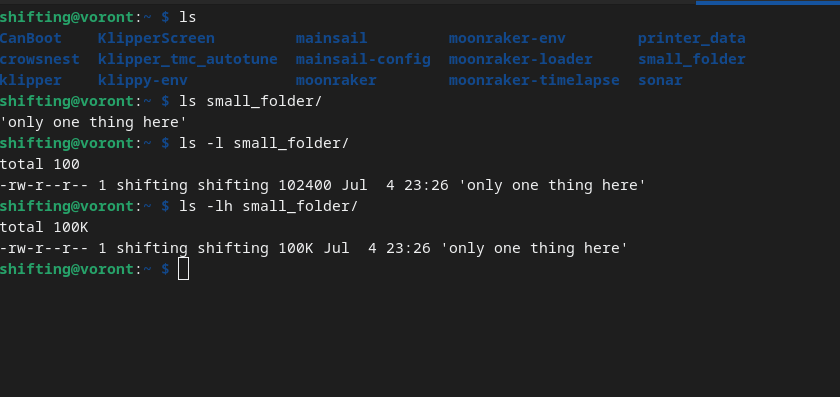 shifting@voront:~ $ ls
CanBoot    KlipperScreen         mainsail         moonraker-env        printer_data
crowsnest  klipper_tmc_autotune  mainsail-config  moonraker-loader     small_folder
klipper    klippy-env            moonraker        moonraker-timelapse  sonar
shifting@voront:~ $ ls small_folder/
'only one thing here'
shifting@voront:~ $ ls -l small_folder/
total 100
-rw-r--r-- 1 shifting shifting 102400 Jul  4 23:26 'only one thing here'
shifting@voront:~ $ ls -lh small_folder/
total 100K
-rw-r--r-- 1 shifting shifting 100K Jul  4 23:26 'only one thing here'
shifting@voront:~ $